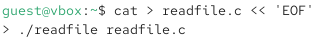 guest@vbox:~$ cat > readfile.c << 'EOF'
> ./readfile readfile.c